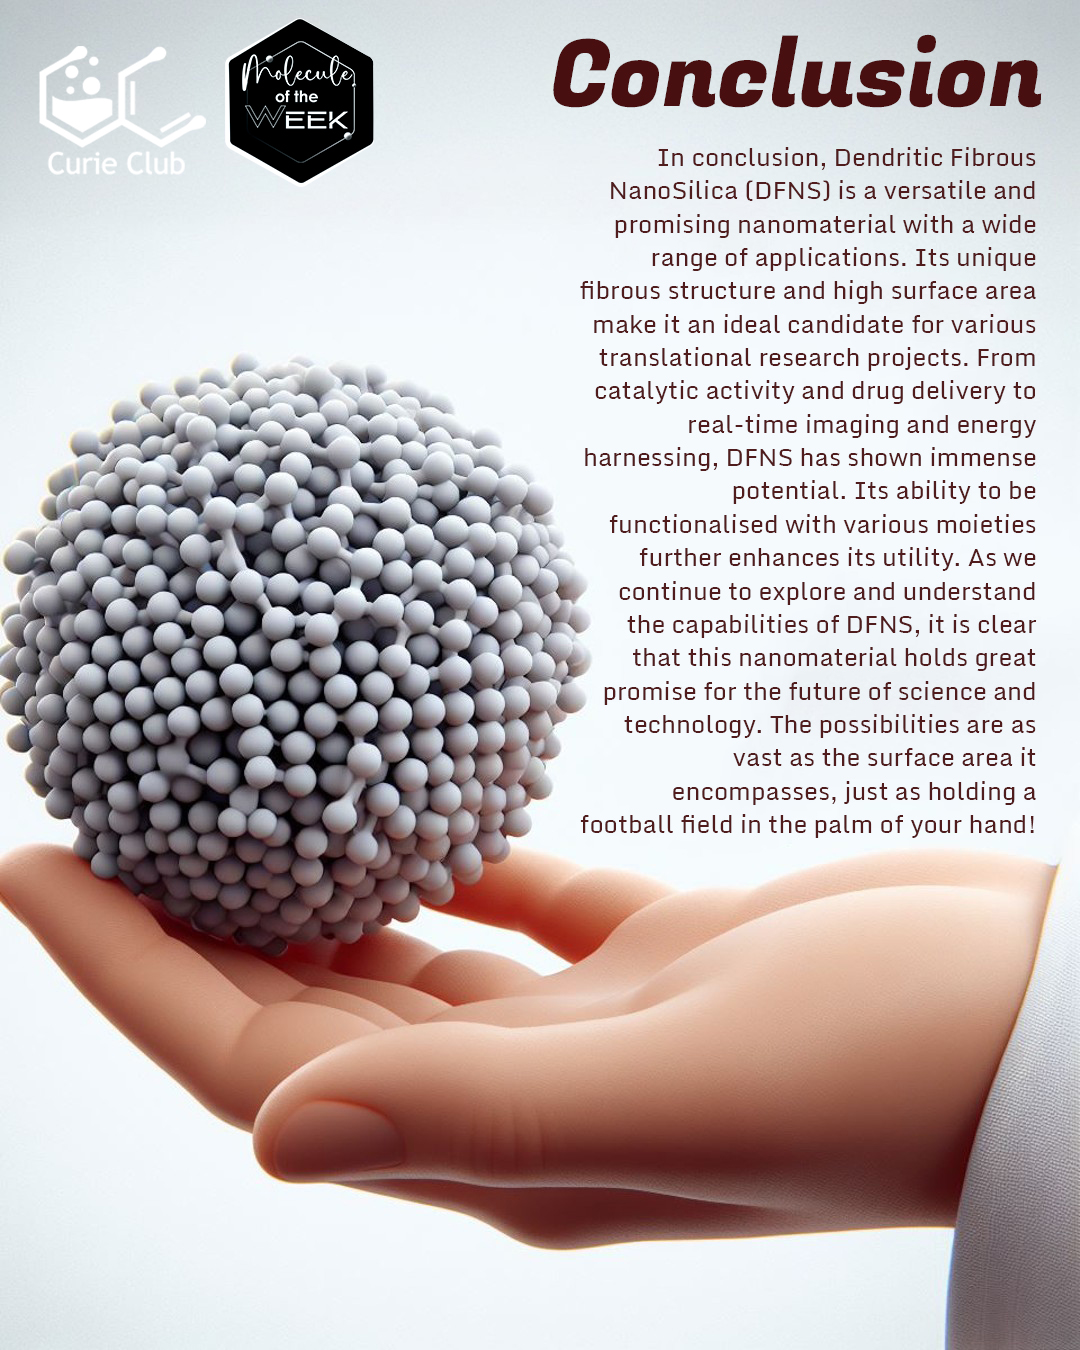 Curie Club
Molecule
of the
WEEK
Conclusion
In conclusion, Dendritic Fibrous
NanoSilica (DFNS) is a versatile and
promising nanomaterial with a wide
range of applications. Its unique
fibrous structure and high surface area
make it an ideal candidate for various
translational research projects. From
catalytic activity and drug delivery to
real-time imaging and energy
harnessing, DFNS has shown immense
potential. Its ability to be
functionalised with various moieties
further enhances its utility. As we
continue to explore and understand
the capabilities of DFNS, it is clear
that this nanomaterial holds great
promise for the future of science and
technology. The possibilities are as
vast as the surface area it
encompasses, just as holding a
football field in the palm of your hand!